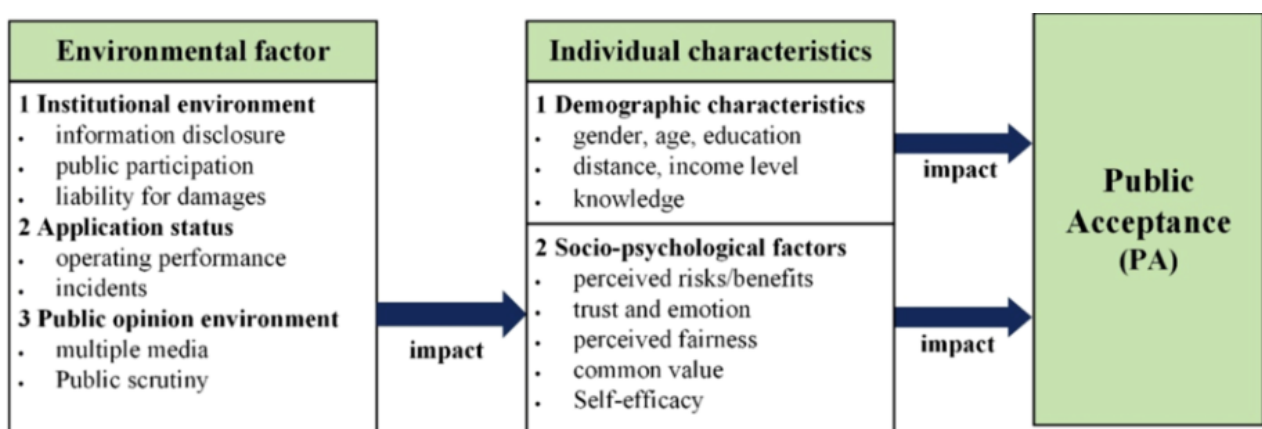 Environmental factor
1 Institutional environment
• information disclosure
• public participation
• liability for damages
2 Application status
• operating performance
• incidents
3 Public opinion environment
• multiple media
• Public scrutiny
impact
Individual characteristics
1 Demographic characteristics
• gender, age, education
• distance, income level
• knowledge
2 Socio-psychological factors
• perceived risks/benefits
• trust and emotion
• perceived fairness
• common value
• Self-efficacy
impact
impact
Public
Acceptance
(PA)